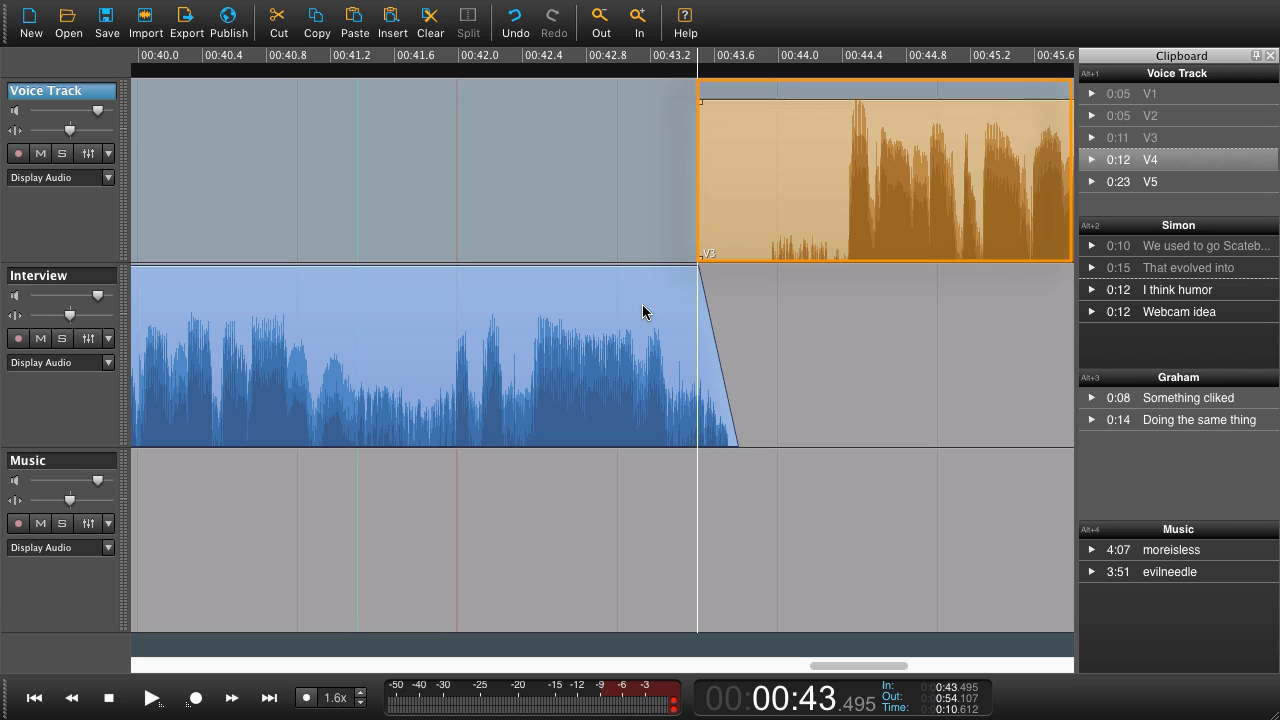 New Open Save Import Export Publish Cut Copy Paste Insert Clear Split Undo Redo Out In Help
00:40.0 00:40.4 00:40.8 00:41.2 00:41.6 00:42.0 00:42.4 00:42.8 00:43.2 00:43.6 00:44.0 00:44.4 00:44.8 00:45.2 00:45.6
Voice Track
M S
Display Audio
V3
Interview
M S
Display Audio
Music
M S
Display Audio
Clipboard
Alt+1 Voice Track
0:05 V1
0:05 V2
0:11 V3
0:12 V4
0:23 V5
Alt+2 Simon
0:10 We used to go Scateb...
0:15 That evolved into
0:12 I think humor
0:12 Webcam idea
Alt+3 Graham
0:08 Something cliked
0:14 Doing the same thing
Alt+4 Music
4:07 moreisless
3:51 evilneedle
1.6x
-50 -40 -30 -25 -20 -15 -12 -9 -6 -3
00:00:43.495
In: 0:0:43.495
Out: 0:0:54.107
Time: 0:0:10.612